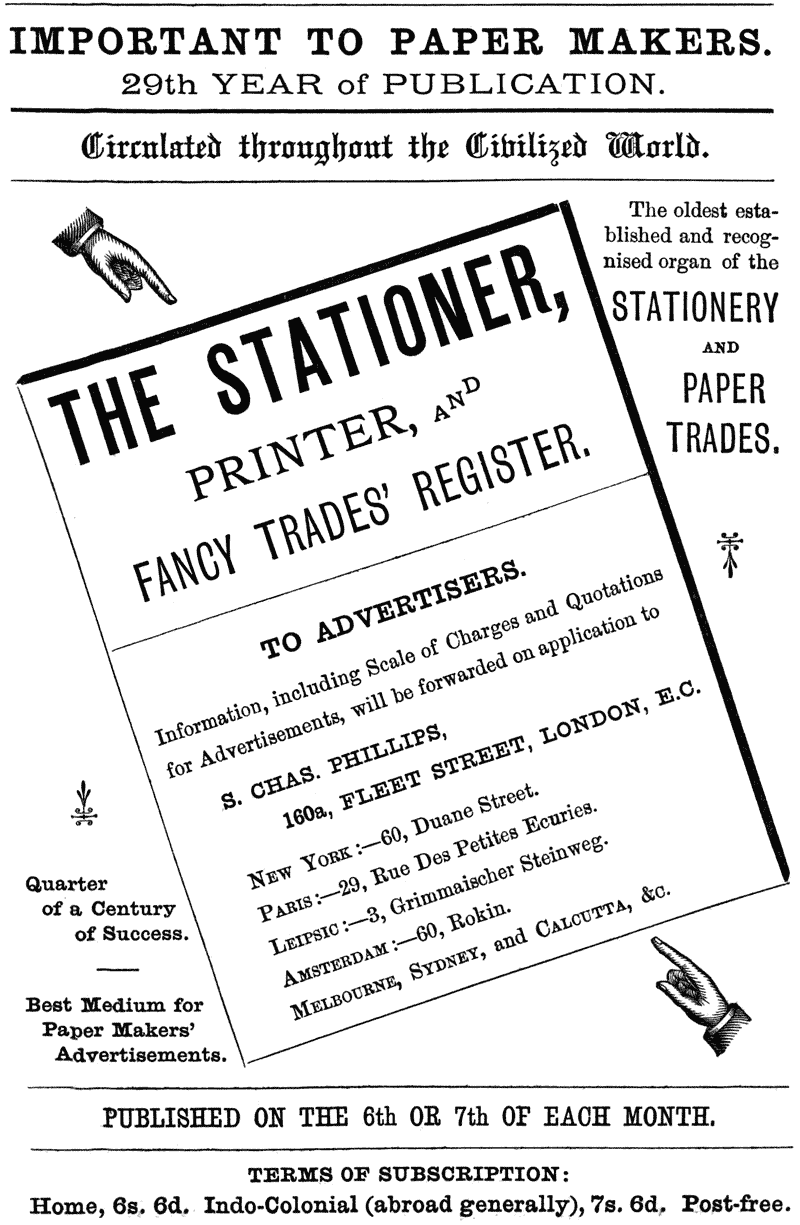 IMPORTANT TO PAPER MAKERS.
29th YEAR of PUBLICATION.
Circulated throughout the Civilized World.
The oldest esta-
blished and recog-
nised organ of the
STATIONERY
AND
PAPER
TRADES.
THE STATIONER,
PRINTER, AND
FANCY TRADES' REGISTER.
TO ADVERTISERS.
Information, including Scale of Charges and Quotations
for Advertisements, will be forwarded on application to
S. CHAS. PHILLIPS,
160a, FLEET STREET, LONDON, E.C.
NEW YORK:—60, Duane Street.
PARIS:—29, Rue Des Petites Ecuries.
LEIPSIC:—3, Grimmaischer Steinweg.
AMSTERDAM:—60, Rokin.
MELBOURNE, SYDNEY, and CALCUTTA, &c.
Quarter
of a Century
of Success.
Best Medium for
Paper Makers'
Advertisements.
PUBLISHED ON THE 6th OR 7th OF EACH MONTH.
TERMS OF SUBSCRIPTION:
Home, 6s. 6d. Indo-Colonial (abroad generally), 7s. 6d. Post-free.